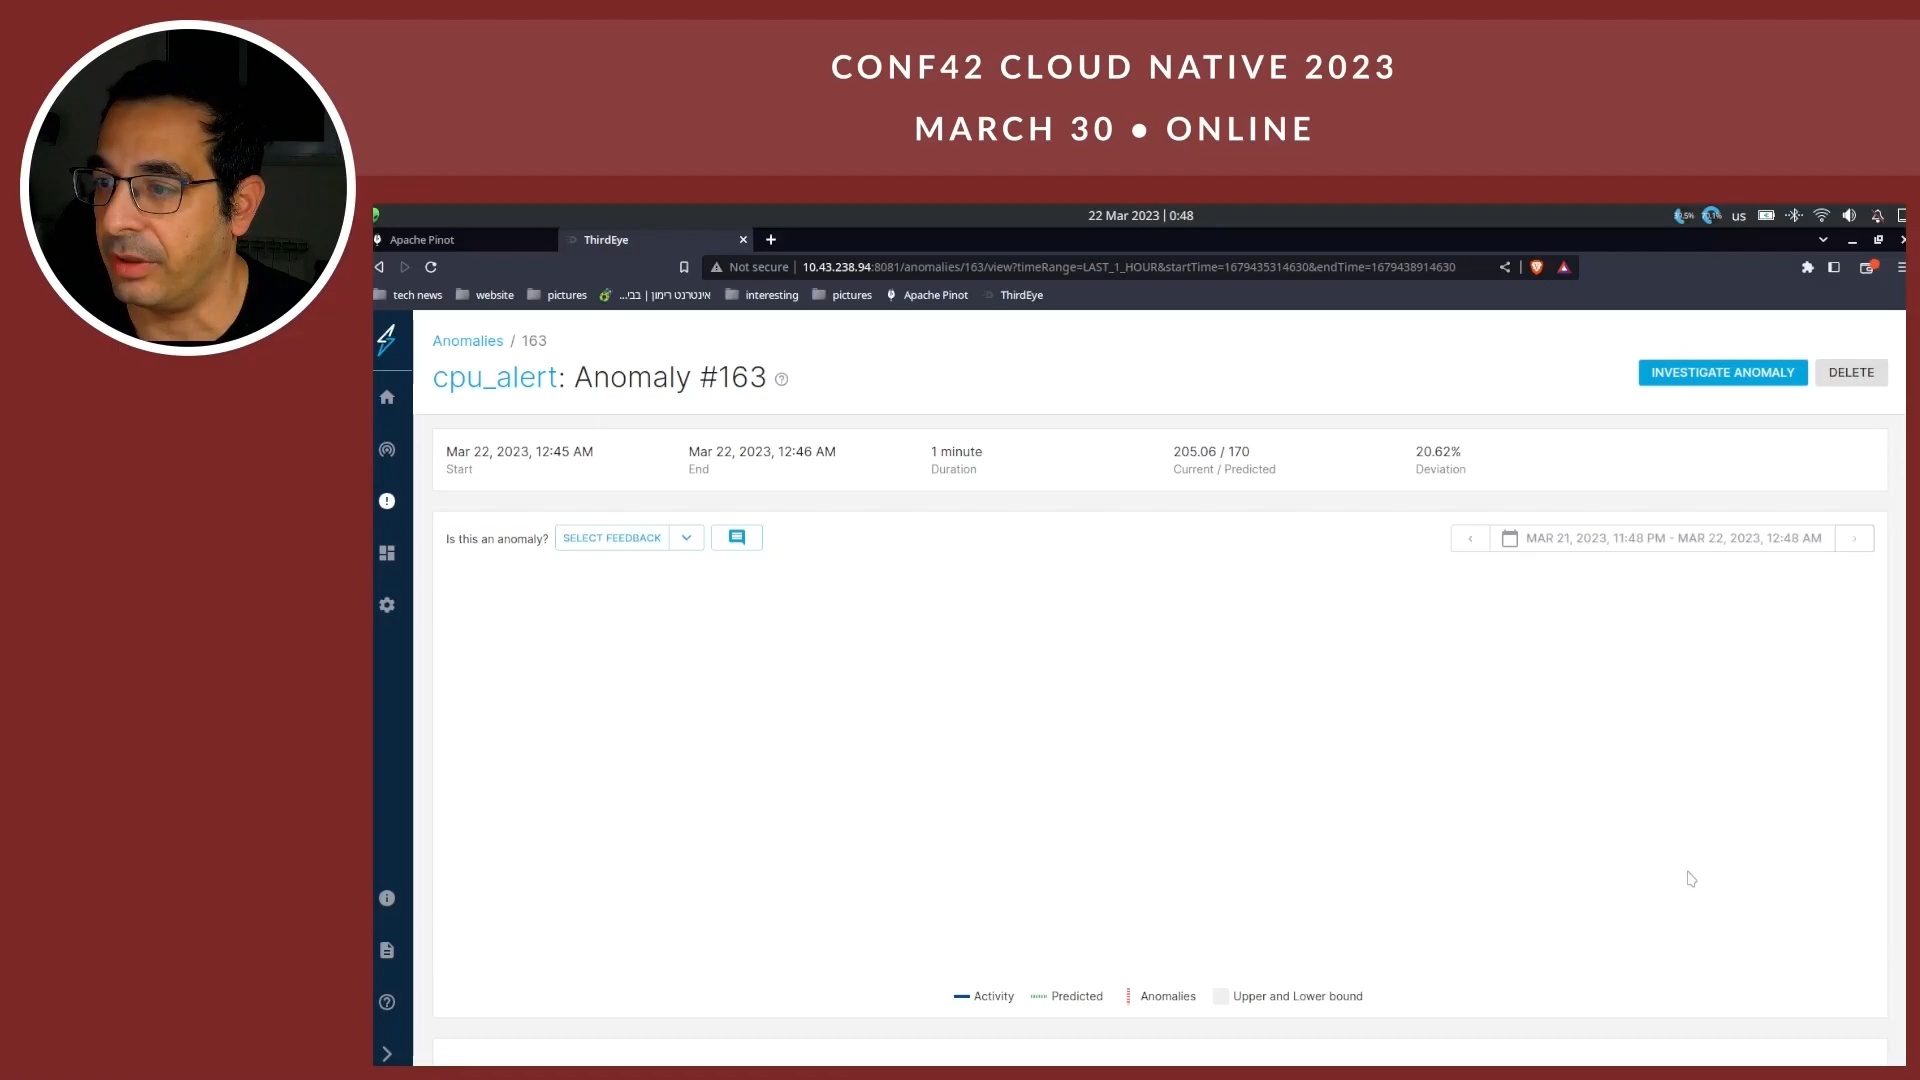 CONF42 CLOUD NATIVE 2023
MARCH 30 ● ONLINE
22 Mar 2023 | 0:48
us
Apache Pinot
ThirdEye
Not secure | 10.43.238.94:8081/anomalies/163/view?timeRange=LAST_1_HOUR&startTime=1679435314630&endTime=1679438914630
tech news
website
pictures
אינטרנט רימון | בבי...
interesting
pictures
Apache Pinot
ThirdEye
Anomalies / 163
cpu_alert: Anomaly #163
INVESTIGATE ANOMALY
DELETE
Mar 22, 2023, 12:45 AM
Start
Mar 22, 2023, 12:46 AM
End
1 minute
Duration
205.06 / 170
Current / Predicted
20.62%
Deviation
Is this an anomaly?
SELECT FEEDBACK
MAR 21, 2023, 11:48 PM - MAR 22, 2023, 12:48 AM
Activity
Predicted
Anomalies
Upper and Lower bound